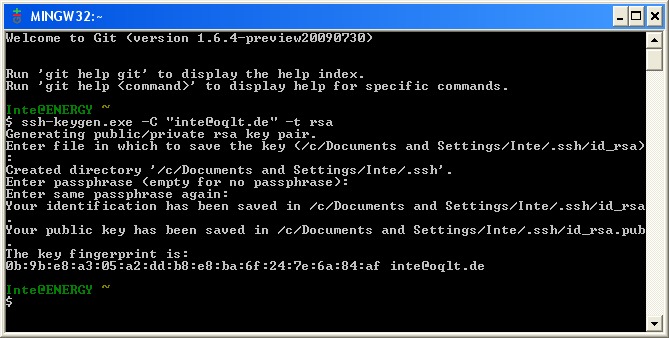 MINGW32:~
Welcome to Git (version 1.6.4-preview20090730)
Run 'git help git' to display the help index.
Run 'git help <command>' to display help for specific commands.
Inte@ENERGY ~
$ ssh-keygen.exe -C "inte@oqlt.de" -t rsa
Generating public/private rsa key pair.
Enter file in which to save the key (/c/Documents and Settings/Inte/.ssh/id_rsa)
:
Created directory '/c/Documents and Settings/Inte/.ssh'.
Enter passphrase (empty for no passphrase):
Enter same passphrase again:
Your identification has been saved in /c/Documents and Settings/Inte/.ssh/id_rsa
.
Your public key has been saved in /c/Documents and Settings/Inte/.ssh/id_rsa.pub
.
The key fingerprint is:
0b:9b:e8:a3:05:a2:dd:b8:e8:ba:6f:24:7e:6a:84:af inte@oqlt.de
Inte@ENERGY ~
$